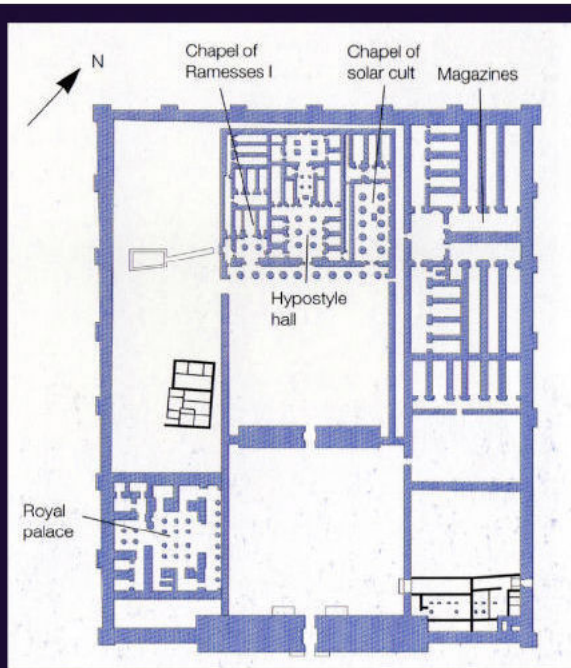 N
Chapel of
Ramesses I
Chapel of
solar cult
Magazines
Hypostyle
hall
Royal
palace